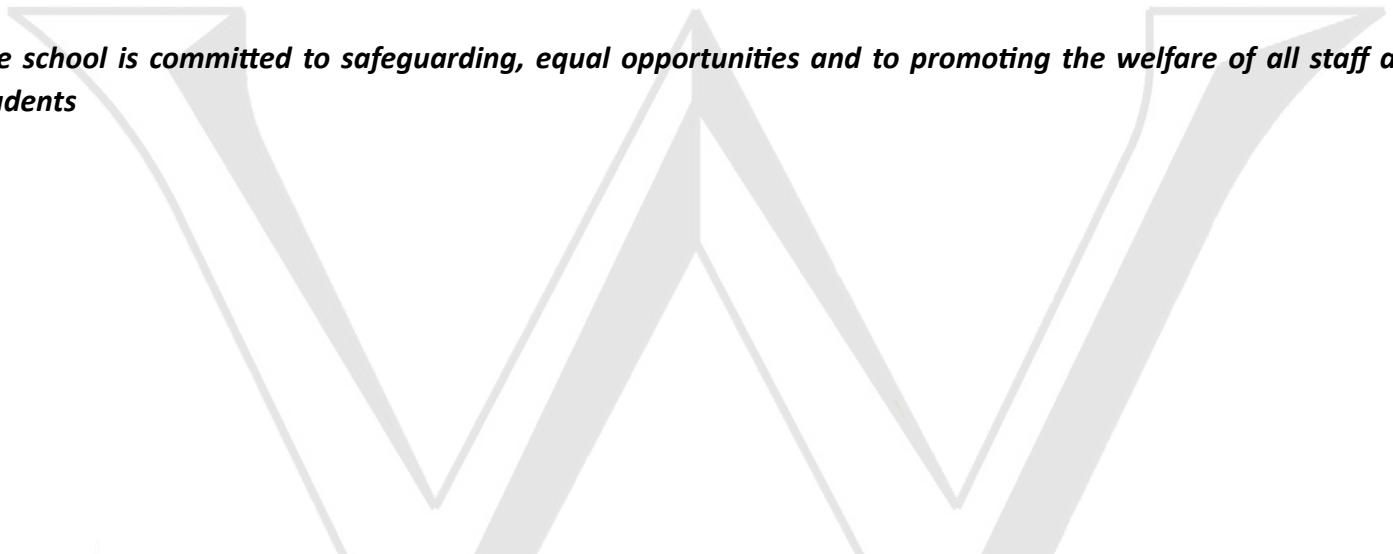 e school is committed to safeguarding, equal opportunities and to promoting the welfare of all staff a
udents